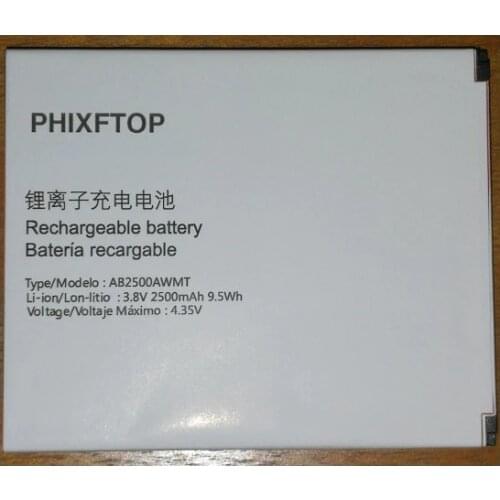 PHIXFTOP
锂离子充电电池
Rechargeable battery
Batería recargable
Type/Modelo : AB2500AWMT
Li-ion/Lon-lítio : 3.8V 2500mAh 9.5Wh
Voltage/Voltaje Máximo : 4.35V